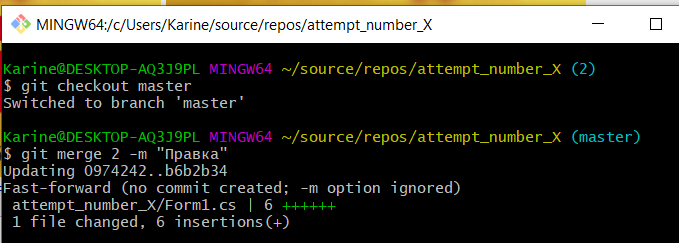 MINGW64:/c/Users/Karine/source/repos/attempt_number_X
Karine@DESKTOP-AQ3J9PL MINGW64 ~/source/repos/attempt_number_X (2)
$ git checkout master
Switched to branch 'master'
Karine@DESKTOP-AQ3J9PL MINGW64 ~/source/repos/attempt_number_X (master)
$ git merge 2 -m "Правка"
Updating 0974242..b6b2b34
Fast-forward (no commit created; -m option ignored)
attempt_number_X/Form1.cs | 6 ++++++
1 file changed, 6 insertions(+)